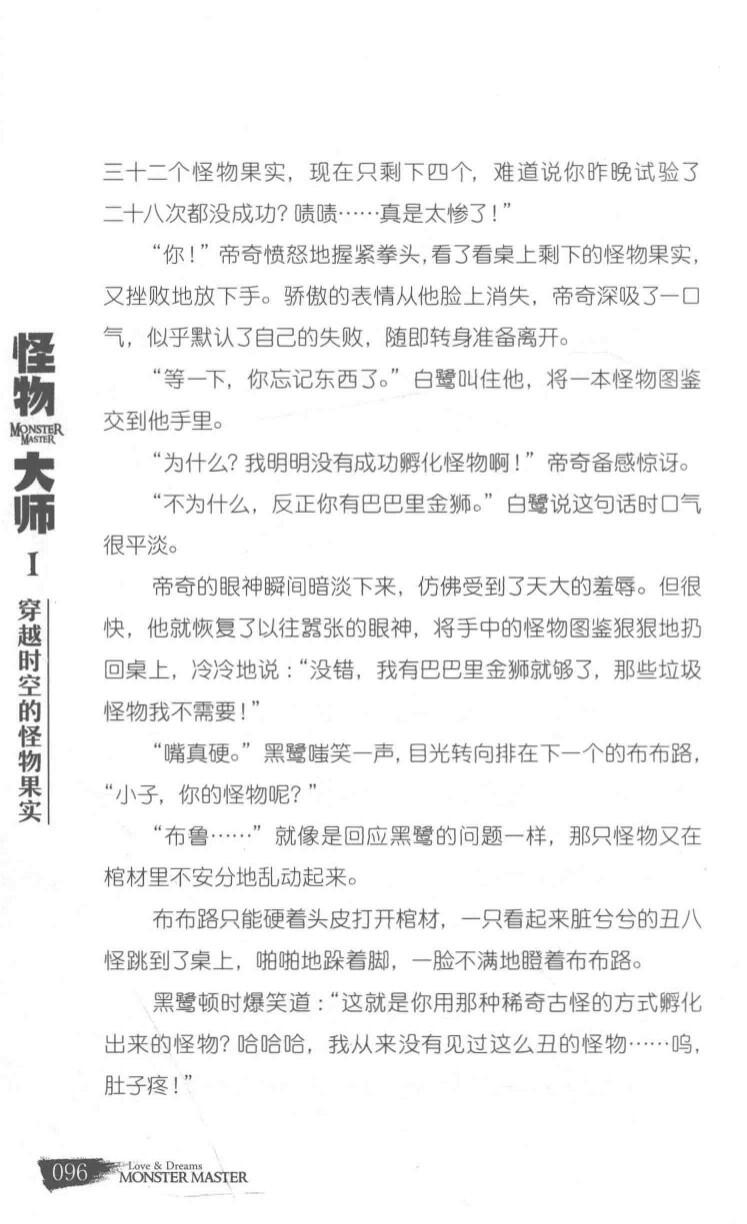 三十二个怪物果实，现在只剩下四个，难道说你昨晚试验了
二十八次都没成功？啧啧……真是太惨了！”
“你！”帝奇愤怒地握紧拳头，看了看桌上剩下的怪物果实，
又挫败地放下手。骄傲的表情从他脸上消失，帝奇深吸了一口
气，似乎默认了自己的失败，随即转身准备离开。
“等一下，你忘记东西了。”白鹭叫住他，将一本怪物图鉴
交到他手里。
“为什么？我明明没有成功孵化怪物啊！”帝奇备感惊讶。
“不为什么，反正你有巴巴里金狮。”白鹭说这句话时口气
很平淡。
帝奇的眼神瞬间暗淡下来，仿佛受到了天大的羞辱。但很
快，他就恢复了以往嚣张的眼神，将手中的怪物图鉴狠狠地扔
回桌上，冷冷地说：“没错，我有巴巴里金狮就够了，那些垃圾
怪物我不需要！”
“嘴真硬。”黑鹭嗤笑一声，目光转向排在下一个的布布路，
“小子，你的怪物呢？”
“布鲁……”就像是回应黑鹭的问题一样，那只怪物又在
棺材里不安分地乱动起来。
布布路只能硬着头皮打开棺材，一只看起来脏兮兮的丑八
怪跳到了桌上，啪啪地跺着脚，一脸不满地瞪着布布路。
黑鹭顿时爆笑道：“这就是你用那种稀奇古怪的方式孵化
出来的怪物？哈哈哈，我从来没有见过这么丑的怪物……呜，
肚子疼！”
怪物
MONSTER
MASTER
大师
I
穿越时空的怪物果实
096
Love & Dreams
MONSTER MASTER